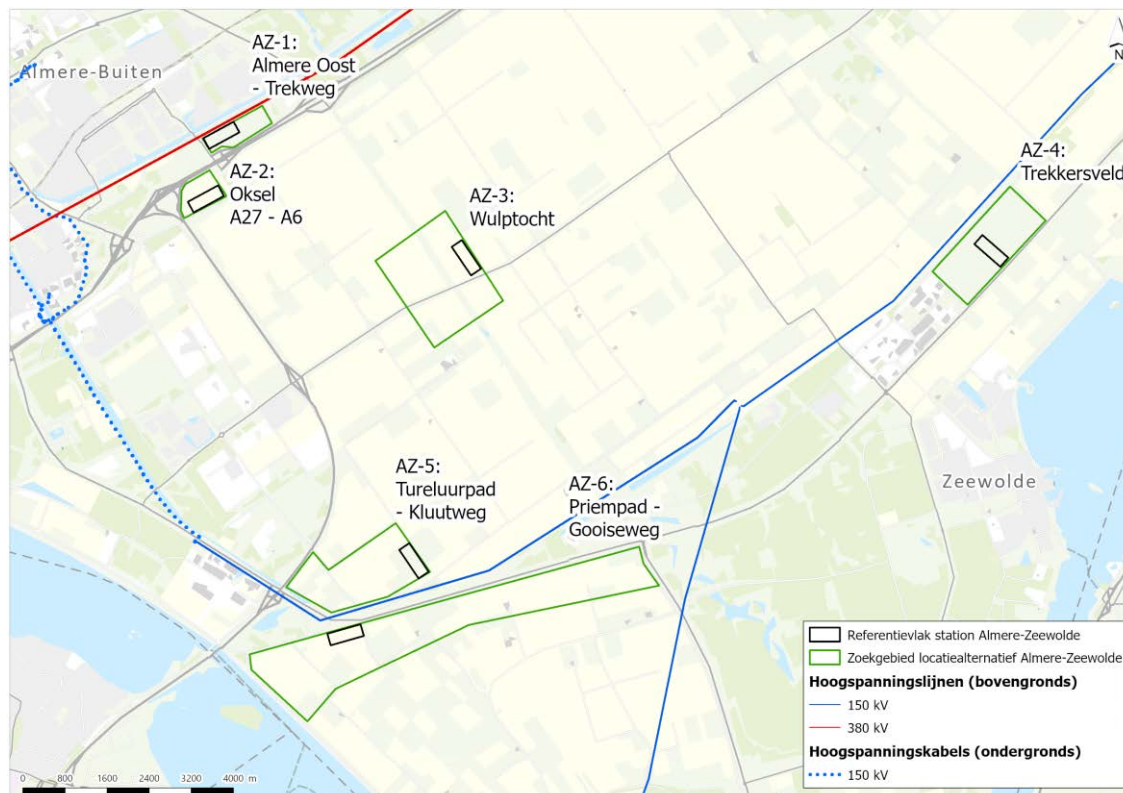 AZ-1:
Almere Oost
- Trekweg
Almere-Buiten
N
AZ-2:
Oksel
A27 - A6
AZ-3:
Wulptocht
AZ-4:
Trekkersveld
AZ-5:
Tureluurpad
- Kluutweg
AZ-6:
Priempad -
Gooiseweg
Zeewolde
Referentievlak station Almere-Zeewolde
Zoekgebied locatiealternatief Almere-Zeewolde
Hoogspanningslijnen (bovengronds)
150 kV
380 kV
Hoogspanningskabels (ondergronds)
150 kV
0 800 1600 2400 3200 4000 m